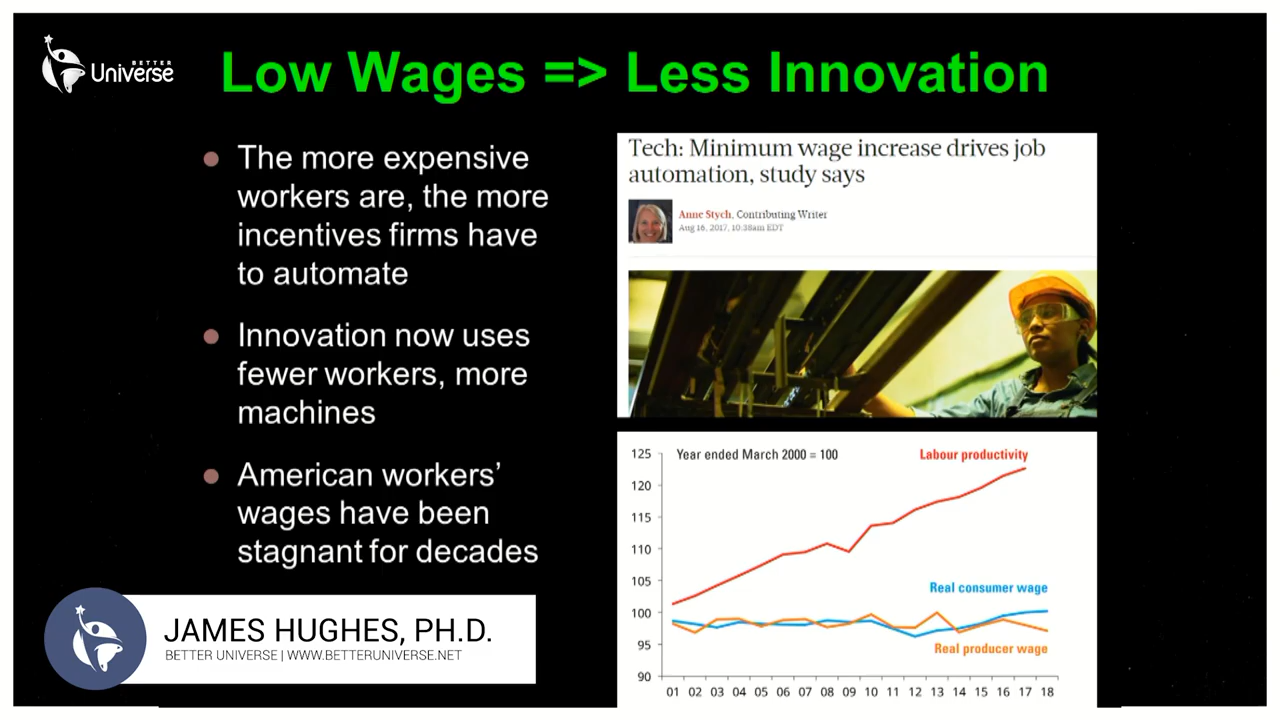 BETTER
Universe
Low Wages => Less Innovation
The more expensive
workers are, the more
incentives firms have
to automate
Innovation now uses
fewer workers, more
machines
American workers’
wages have been
stagnant for decades
Tech: Minimum wage increase drives job
automation, study says
Anne Stych, Contributing Writer
Aug 16, 2017, 10:38am EDT
Year ended March 2000 = 100
Labour productivity
Real consumer wage
Real producer wage
125
120
115
110
105
100
95
90
01 02 03 04 05 06 07 08 09 10 11 12 13 14 15 16 17 18
JAMES HUGHES, PH.D.
BETTER UNIVERSE | WWW.BETTERUNIVERSE.NET